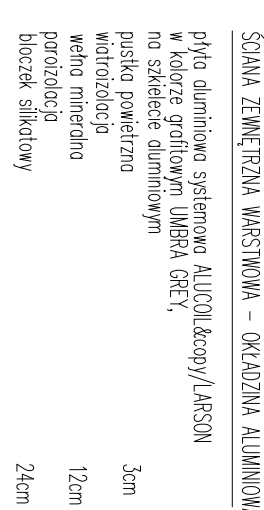 ŚCIANA ZEWNĘTRZNA WARSTWOWA - OKŁADZINA ALUMINIOWA
płyta aluminiowa systemowa ALUCOIL&copy/LARSON
w kolorze grafitowym UMBRA GREY,
na szkielecie aluminiowym
pustka powietrzna 3cm
wiatroizolacja
wełna mineralna 12cm
paroizolacja
bloczek silikatowy 24cm